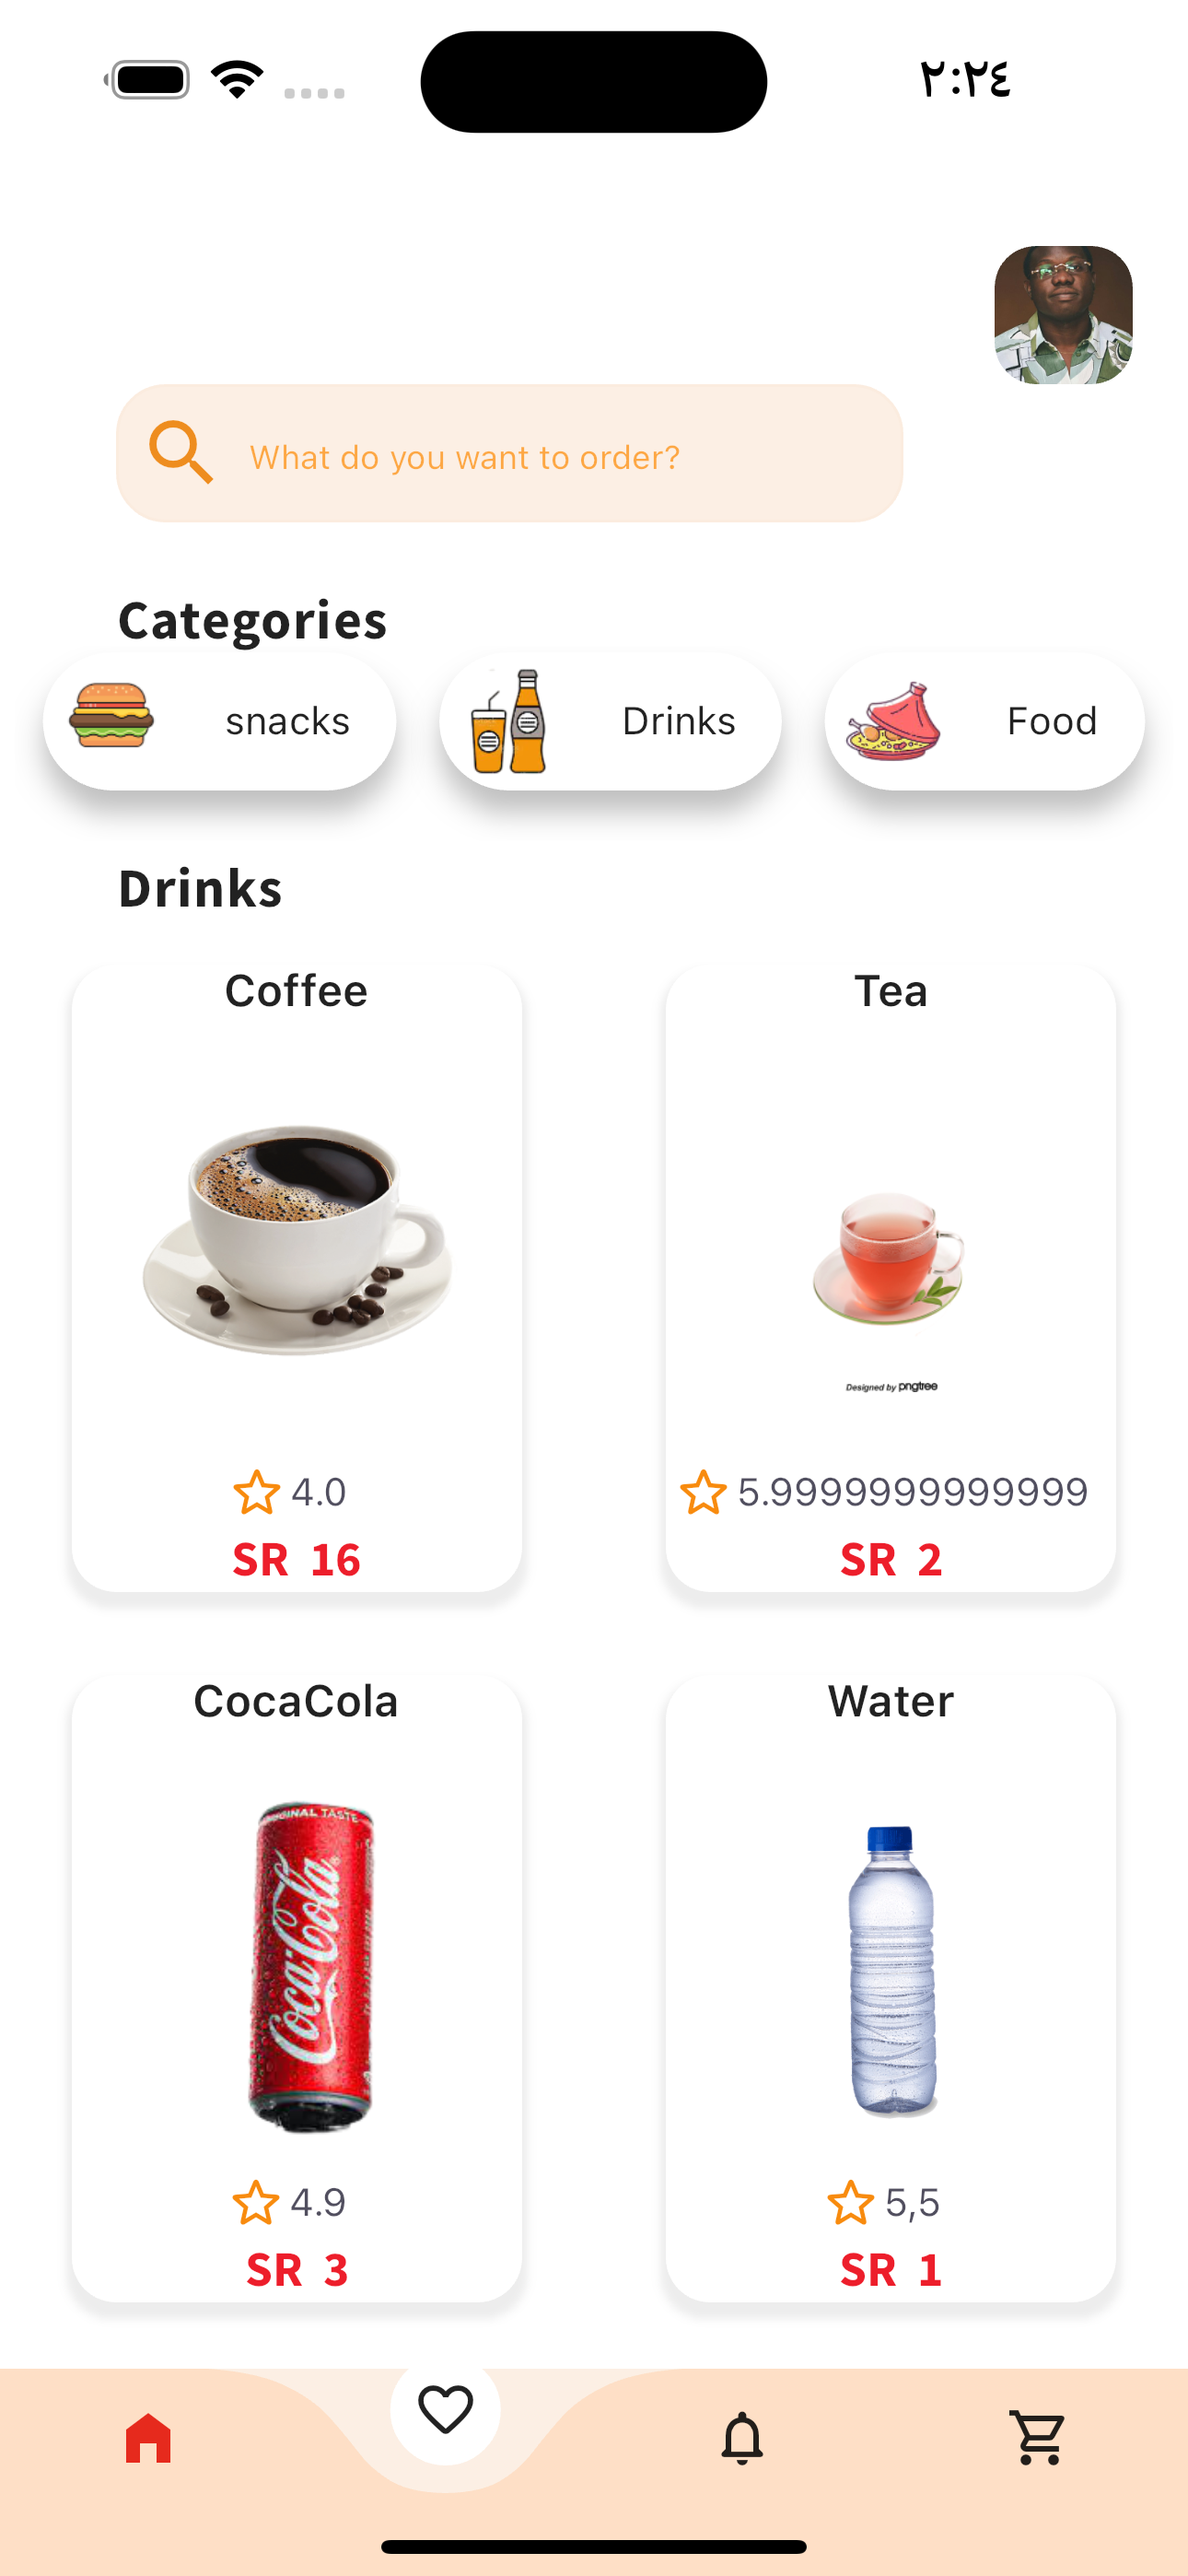 ٢:٢٤
What do you want to order?
Categories
snacks
Drinks
Food
Drinks
Coffee
Tea
Designed by pngtree
4.0
5.9999999999999
SR 16
SR 2
CocaCola
Water
ORIGINAL TASTE
Coca-Cola
4.9
5,5
SR 3
SR 1